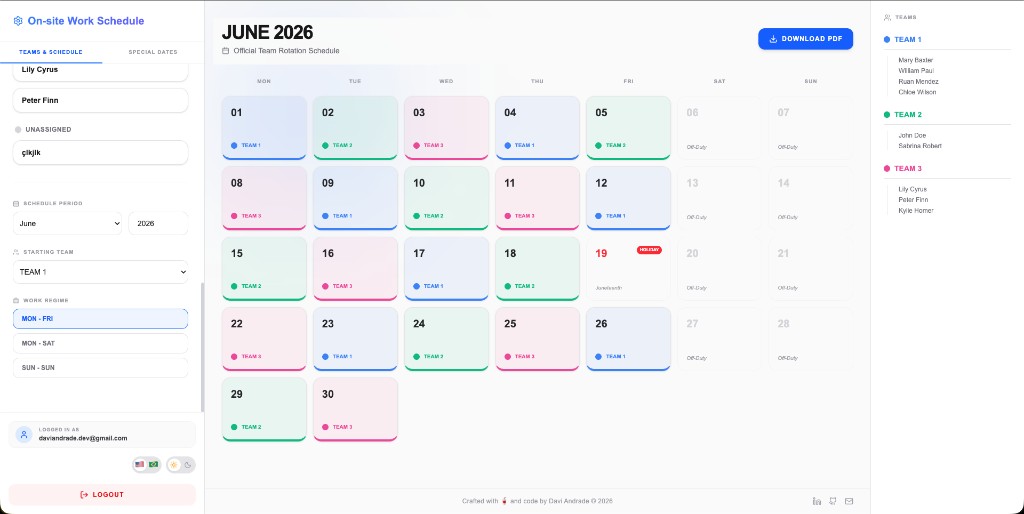 On-site Work Schedule
TEAMS & SCHEDULE
SPECIAL DATES
Lily Cyrus
Peter Finn
UNASSIGNED
çlkjlk
SCHEDULE PERIOD
June
2026
STARTING TEAM
TEAM 1
WORK REGIME
MON - FRI
MON - SAT
SUN - SUN
LOGGED IN AS
daviandrade.dev@gmail.com
LOGOUT
JUNE 2026
Official Team Rotation Schedule
DOWNLOAD PDF
MON TUE WED THU FRI SAT SUN
01 02 03 04 05 06 07
TEAM 1 TEAM 2 TEAM 3 TEAM 1 TEAM 2 Off-Duty Off-Duty
08 09 10 11 12 13 14
TEAM 3 TEAM 1 TEAM 2 TEAM 3 TEAM 1 Off-Duty Off-Duty
15 16 17 18 19 HOLIDAY 20 21
TEAM 2 TEAM 3 TEAM 1 TEAM 2 Juneteenth Off-Duty Off-Duty
22 23 24 25 26 27 28
TEAM 3 TEAM 1 TEAM 2 TEAM 3 TEAM 1 Off-Duty Off-Duty
29 30
TEAM 2 TEAM 3
Crafted with 🍷 and code by Davi Andrade © 2026
TEAMS
TEAM 1
Mary Baxter
William Paul
Ruan Mendez
Chloe Wilson
TEAM 2
John Doe
Sabrina Robert
TEAM 3
Lily Cyrus
Peter Finn
Kylie Homer